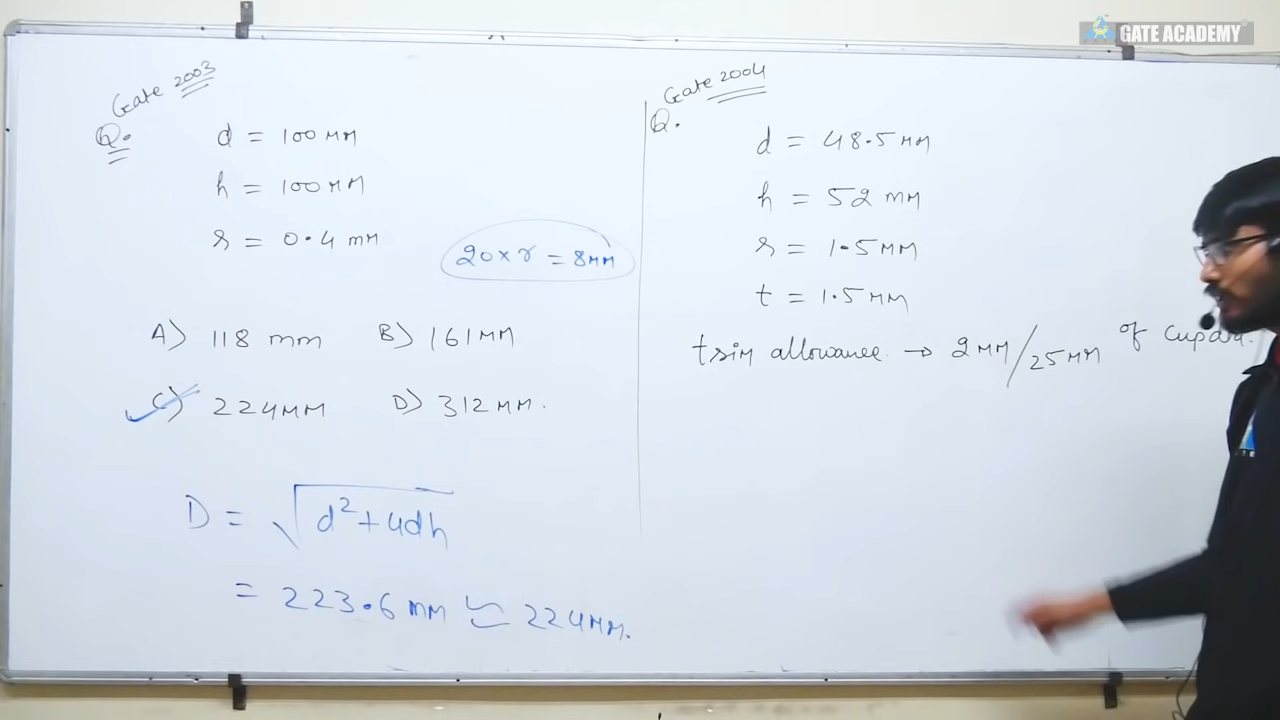 GATE ACADEMY
Gate 2003
Q.
d = 100 MM
h = 100 MM
r = 0.4 mm
20 × r = 8MM
A) 118 mm B) 161 MM
C) 224 MM D) 312 MM.
D = √d²+4dh
= 223.6 mm ≃ 224 MM.
Gate 2004
Q.
d = 48.5 MM
h = 52 mm
r = 1.5 MM
t = 1.5 MM
trim allowance → 2 MM/25 MM of cup